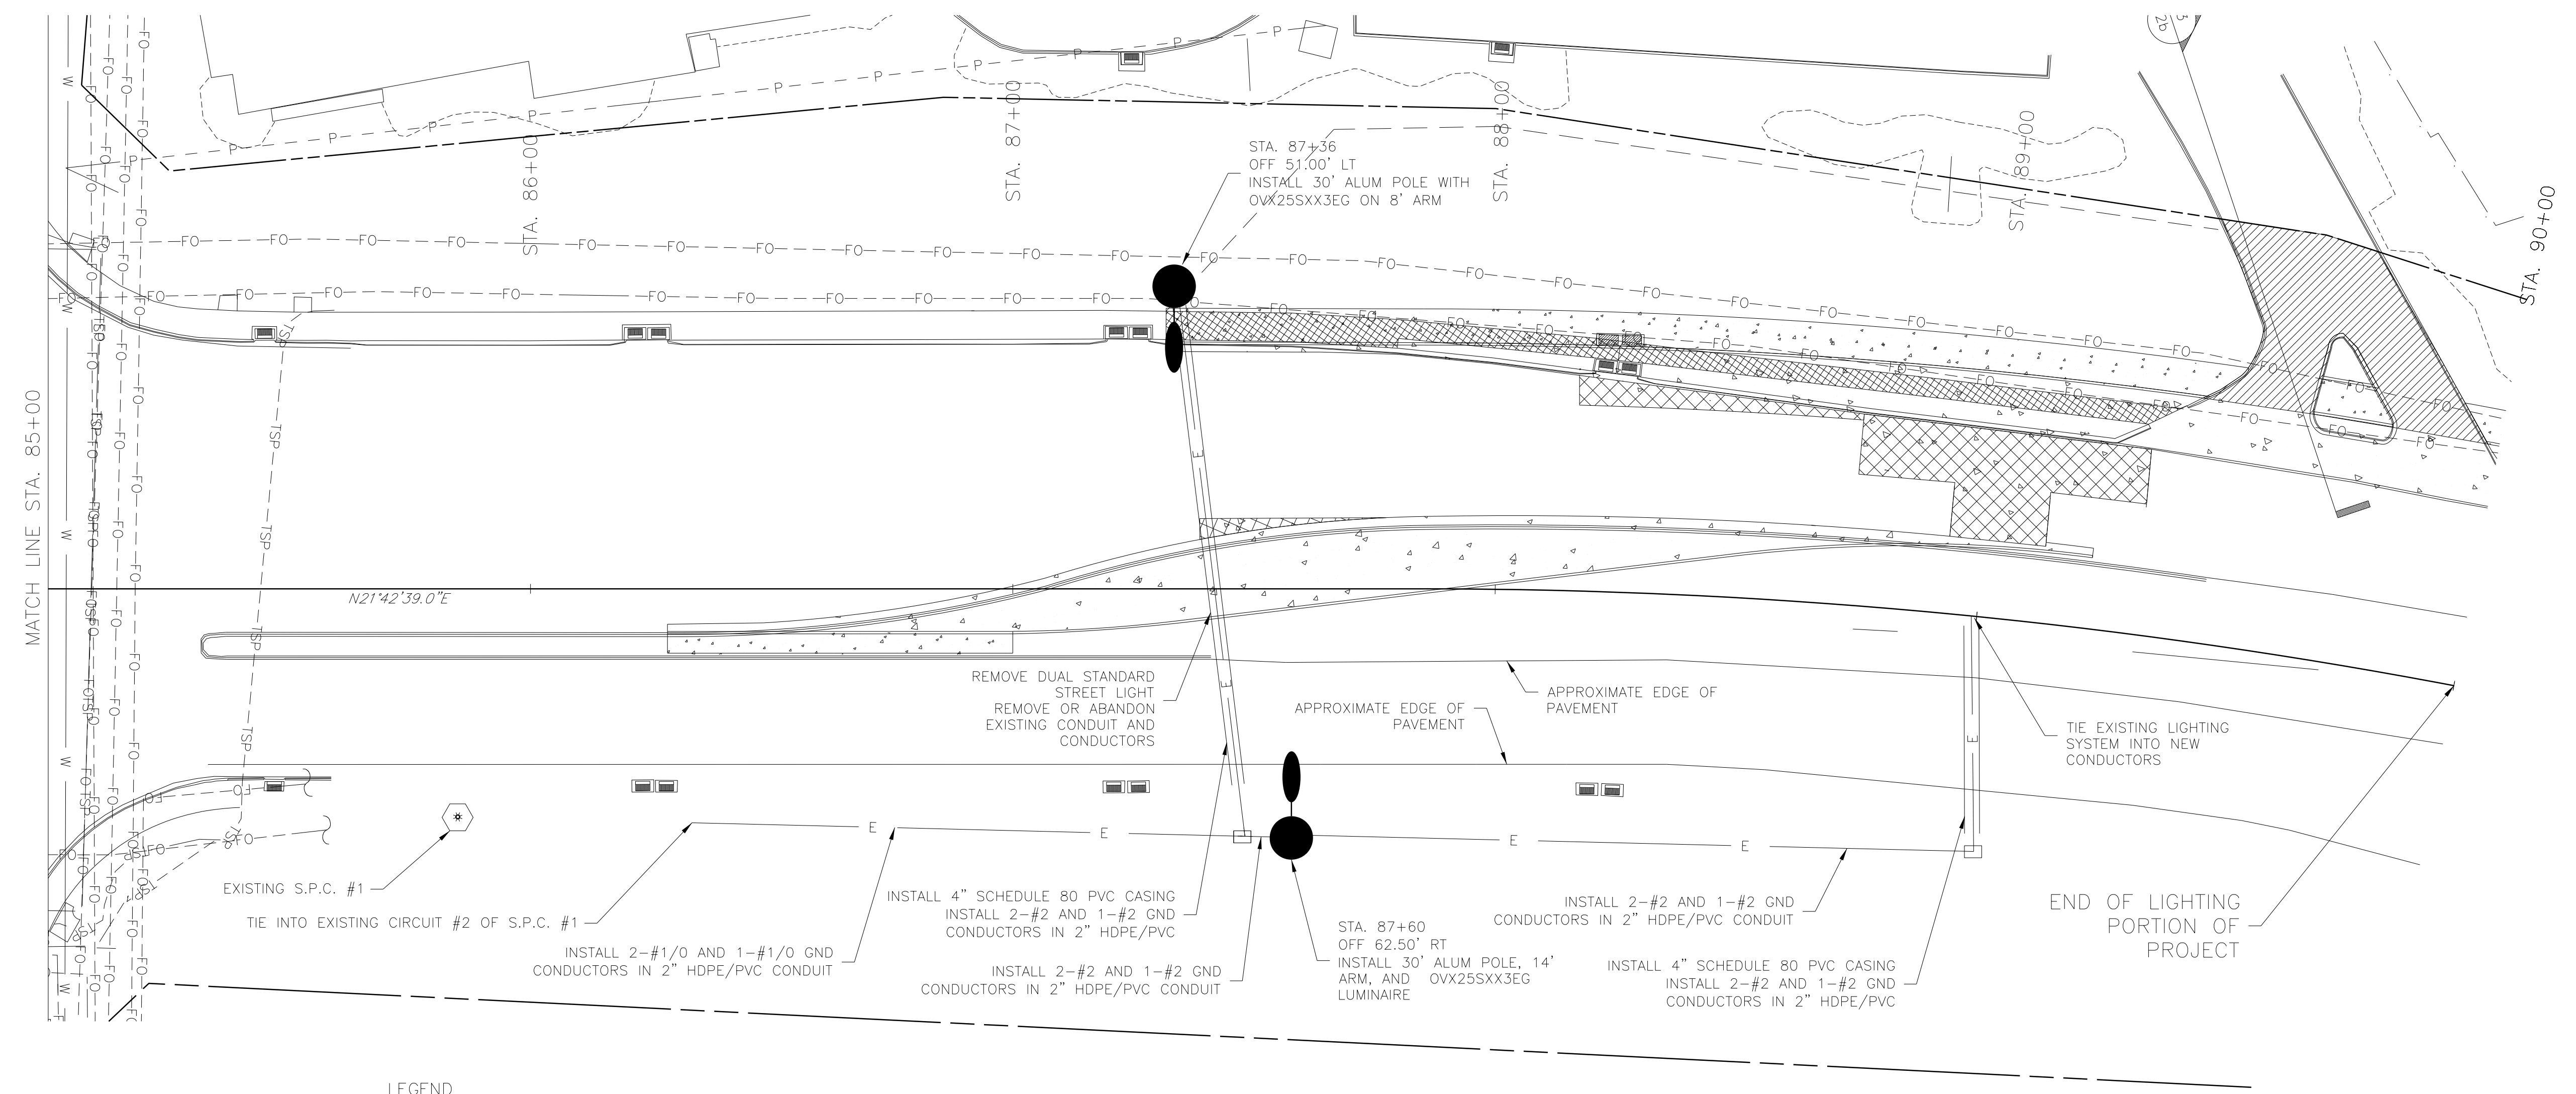 STA. 86+00
STA. 87+00
STA. 88+00
STA. 89+00
STA. 90+00
MATCH LINE STA. 85+00
STA. 87+36
OFF 51.00' LT
INSTALL 30' ALUM POLE WITH
OVX25SXX3EG ON 8' ARM
N21°42'39.0"E
REMOVE DUAL STANDARD
STREET LIGHT
REMOVE OR ABANDON
EXISTING CONDUIT AND
CONDUCTORS
APPROXIMATE EDGE OF
PAVEMENT
APPROXIMATE EDGE OF
PAVEMENT
TIE EXISTING LIGHTING
SYSTEM INTO NEW
CONDUCTORS
EXISTING S.P.C. #1
TIE INTO EXISTING CIRCUIT #2 OF S.P.C. #1
INSTALL 2-#1/0 AND 1-#1/0 GND
CONDUCTORS IN 2" HDPE/PVC CONDUIT
INSTALL 4" SCHEDULE 80 PVC CASING
INSTALL 2-#2 AND 1-#2 GND
CONDUCTORS IN 2" HDPE/PVC
INSTALL 2-#2 AND 1-#2 GND
CONDUCTORS IN 2" HDPE/PVC CONDUIT
STA. 87+60
OFF 62.50' RT
INSTALL 30' ALUM POLE, 14'
ARM, AND OVX25SXX3EG
LUMINAIRE
INSTALL 2-#2 AND 1-#2 GND
CONDUCTORS IN 2" HDPE/PVC CONDUIT
INSTALL 4" SCHEDULE 80 PVC CASING
INSTALL 2-#2 AND 1-#2 GND
CONDUCTORS IN 2" HDPE/PVC
END OF LIGHTING
PORTION OF
PROJECT
LEGEND